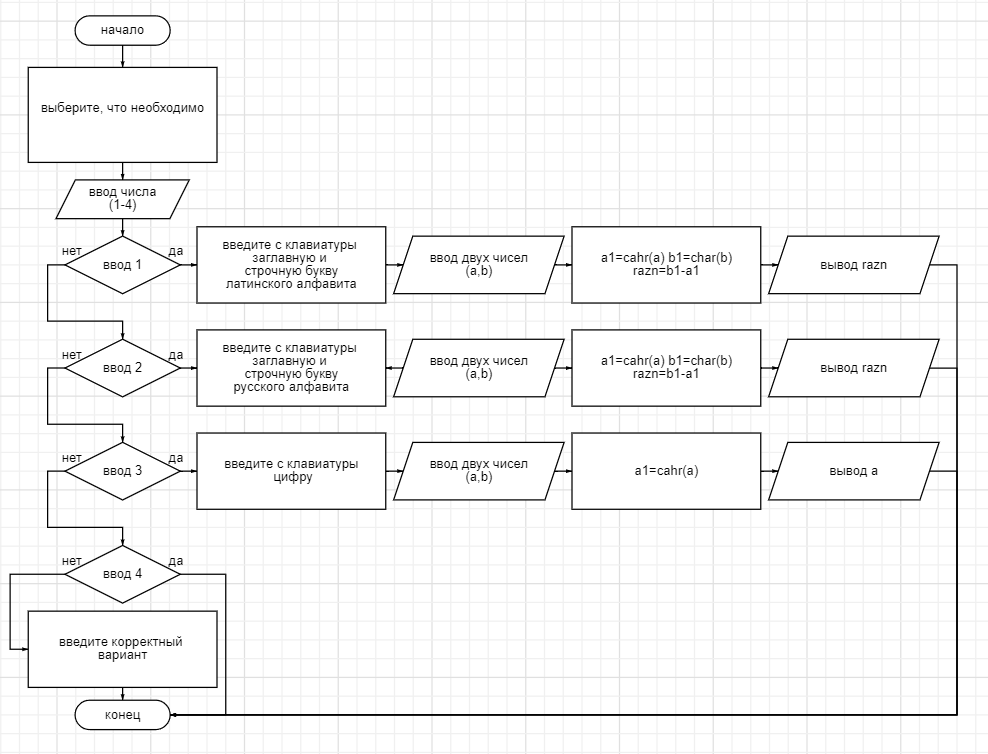 начало
выберите, что необходимо
ввод числа
(1-4)
нет
ввод 1
да
введите с клавиатуры
заглавную и
строчную букву
латинского алфавита
ввод двух чисел
(a,b)
a1=cahr(a) b1=char(b)
razn=b1-a1
вывод razn
нет
ввод 2
да
введите с клавиатуры
заглавную и
строчную букву
русского алфавита
ввод двух чисел
(a,b)
a1=cahr(a) b1=char(b)
razn=b1-a1
вывод razn
нет
ввод 3
да
введите с клавиатуры
цифру
ввод двух чисел
(a,b)
a1=cahr(a)
вывод a
нет
ввод 4
да
введите корректный
вариант
конец